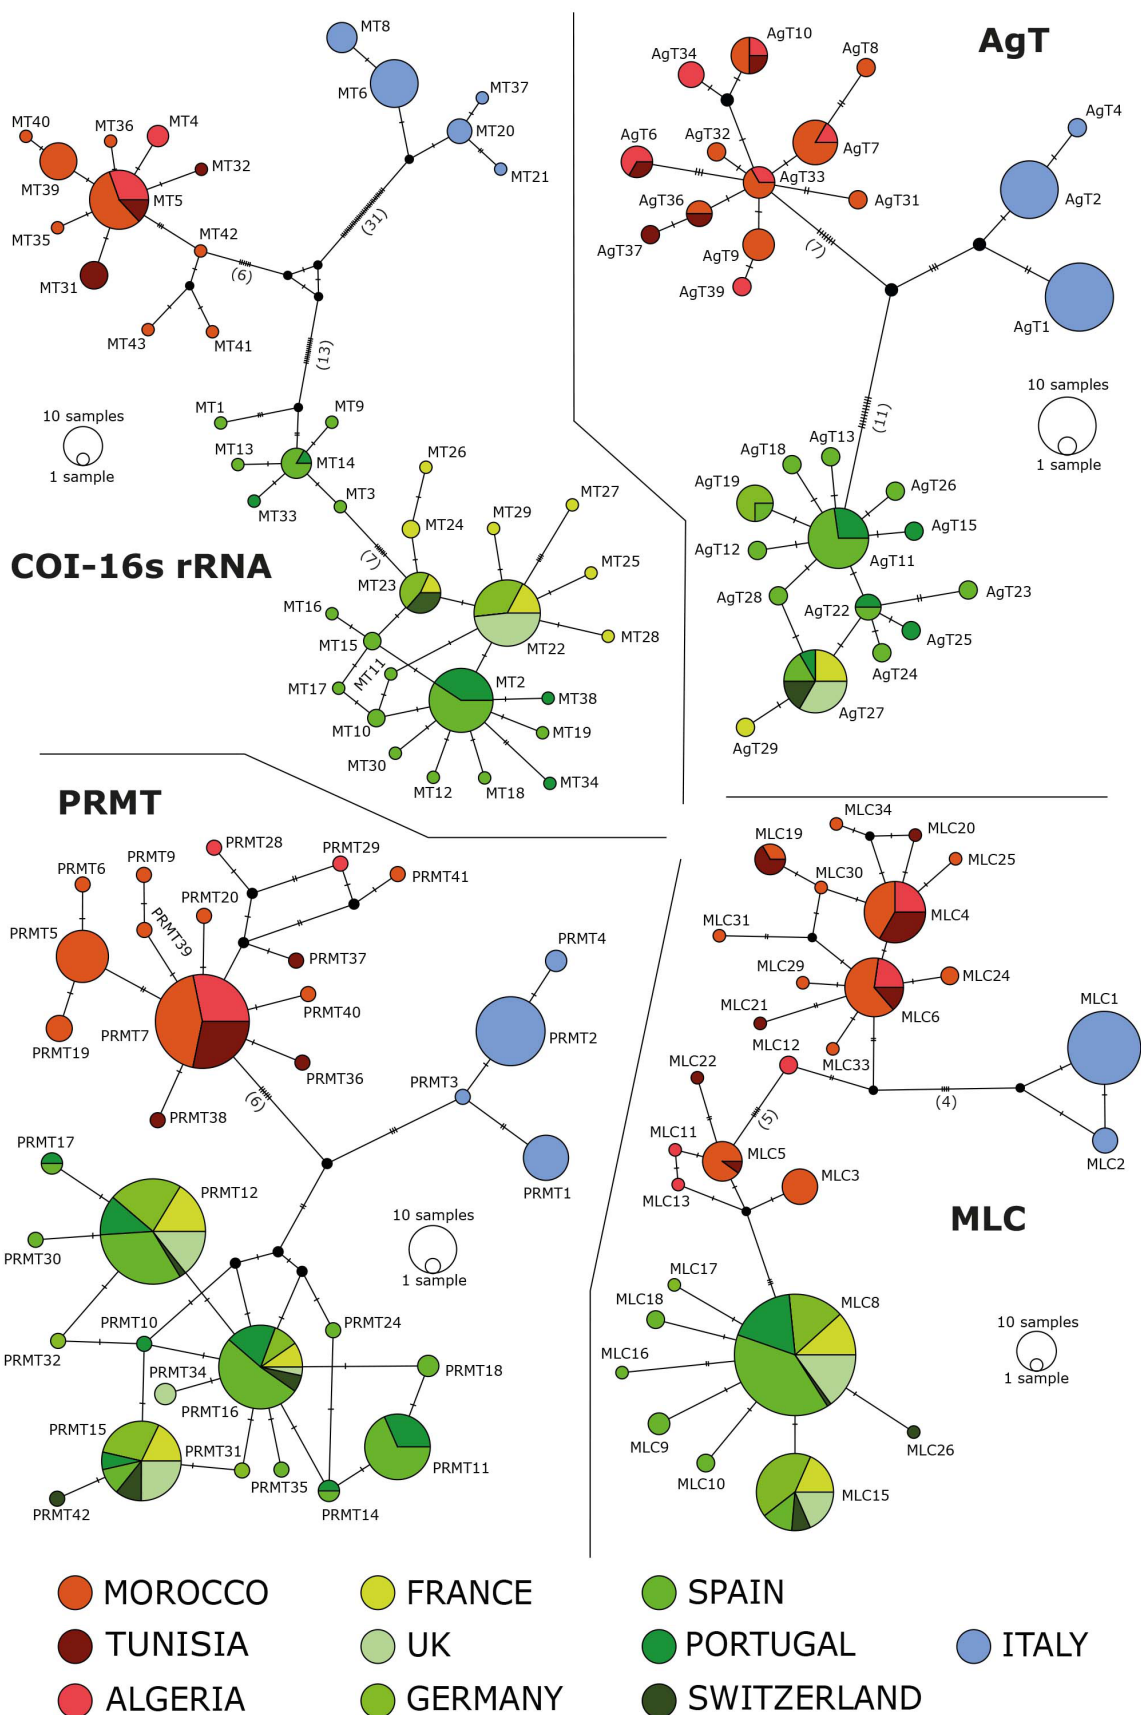 COI-16s rRNA
MT8
MT6
MT37
MT20
MT21
MT40
MT36
MT4
MT32
MT39
MT5
MT35
MT42
MT31
(6)
(31)
MT43
MT41
(13)
10 samples
1 sample
MT1
MT9
MT13
MT14
MT33
MT3
MT26
MT24
MT29
MT27
(7)
MT25
MT23
MT16
MT15
MT22
MT28
MT11
MT17
MT2
MT38
MT10
MT19
MT30
MT12
MT18
MT34
AgT
AgT10
AgT34
AgT8
AgT4
AgT6
AgT32
AgT7
AgT33
AgT2
AgT36
AgT31
AgT37
AgT9
(7)
AgT39
AgT1
10 samples
1 sample
(11)
AgT18
AgT13
AgT19
AgT26
AgT15
AgT12
AgT11
AgT28
AgT22
AgT23
AgT25
AgT24
AgT27
AgT29
PRMT
PRMT28
PRMT29
PRMT6
PRMT9
PRMT41
PRMT20
PRMT5
PRMT39
PRMT4
PRMT37
PRMT40
PRMT7
PRMT2
PRMT19
PRMT36
PRMT3
(6)
PRMT38
PRMT17
PRMT12
PRMT1
10 samples
1 sample
PRMT30
PRMT10
PRMT24
PRMT32
PRMT34
PRMT18
PRMT16
PRMT15
PRMT31
PRMT11
PRMT35
PRMT42
PRMT14
MLC
MLC34
MLC19
MLC20
MLC25
MLC30
MLC4
MLC31
MLC29
MLC24
MLC21
MLC6
MLC1
MLC12
MLC33
MLC22
(4)
(5)
MLC11
MLC5
MLC2
MLC13
MLC3
MLC17
MLC8
MLC18
10 samples
1 sample
MLC16
MLC9
MLC10
MLC26
MLC15
MOROCCO
FRANCE
SPAIN
TUNISIA
UK
PORTUGAL
ITALY
ALGERIA
GERMANY
SWITZERLAND